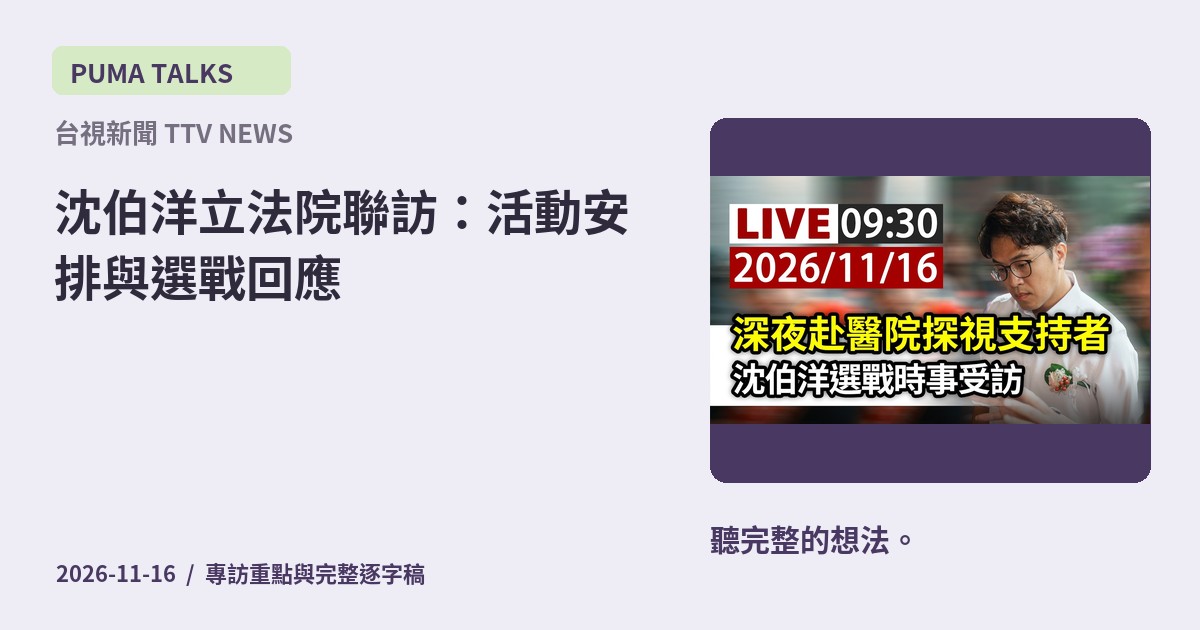 PUMA TALKS
台視新聞 TTV NEWS
沈伯洋立法院聯訪：活動安
排與選戰回應
LIVE 09:30
2026/11/16
深夜赴醫院探視支持者
沈伯洋選戰時事受訪
聽完整的想法。
2026-11-16 / 專訪重點與完整逐字稿